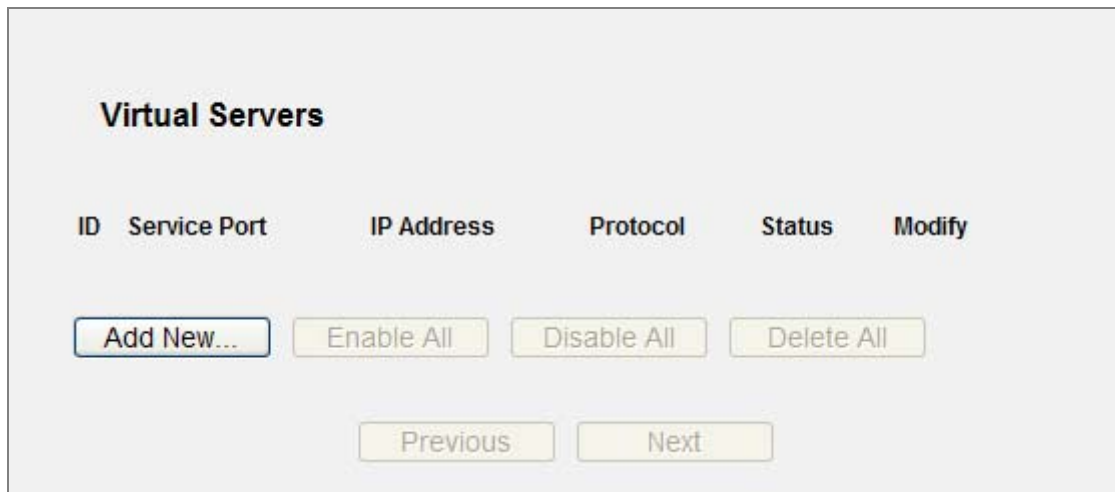 Virtual Servers
ID Service Port IP Address Protocol Status Modify
Add New... Enable All Disable All Delete All
Previous Next